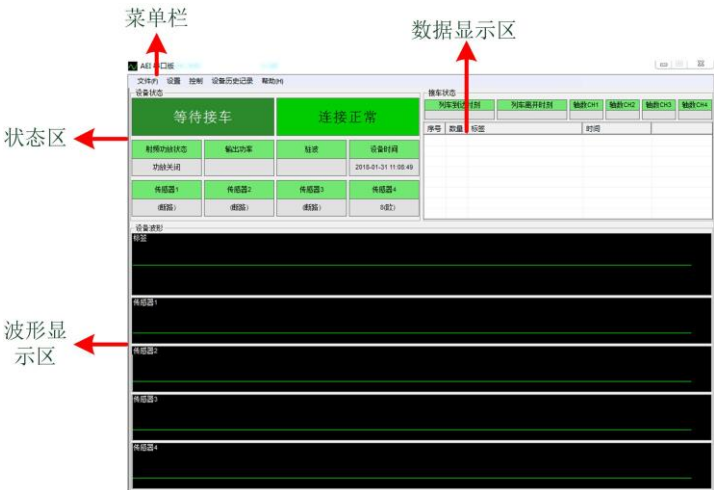 菜单栏
数据显示区
AEI 串口板
文件(F) 设置 控制 设备历史记录 帮助(H)
设备状态
等待接车
连接正常
射频功放状态 输出功率 驻波 设备时间
功放关闭 2018-01-31 11:08:49
传感器1 传感器2 传感器3 传感器4
(断路) (断路) (断路) 0(欧)
接车状态
列车到达时刻 列车离开时刻 轴数CH1 轴数CH2 轴数CH3 轴数CH4
序号 数量 标签 时间
状态区
设备波形
标签
传感器1
传感器2
传感器3
传感器4
波形显
示区